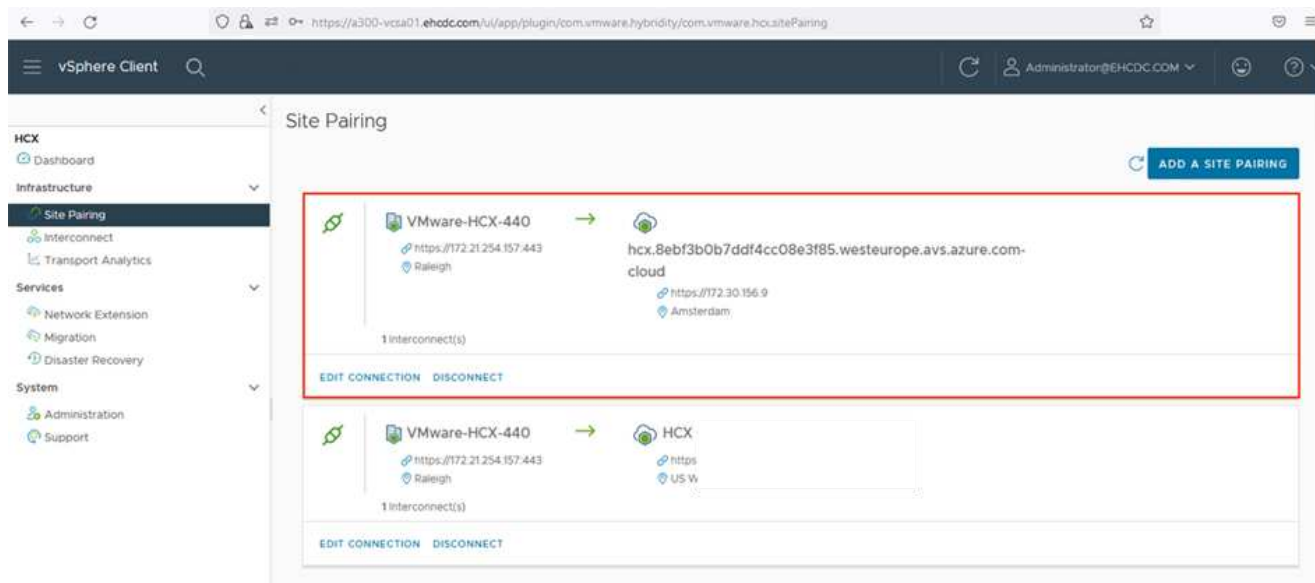 https://a300-vcsa01.ehcdc.com/ui/app/plugin/com.vmware.hybridity/com.vmware.hcx.sitePairing
vSphere Client
Administrator@EHCDC.COM
Site Pairing
HCX
Dashboard
ADD A SITE PAIRING
Infrastructure
Site Pairing
Interconnect
Transport Analytics
Services
Network Extension
Migration
Disaster Recovery
System
Administration
Support
VMware-HCX-440
https://172.21.254.157:443
Raleigh
hcx.8ebf3b0b7ddf4cc08e3f85.westeurope.avs.azure.com-
cloud
https://172.30.156.9
Amsterdam
1 Interconnect(s)
EDIT CONNECTION DISCONNECT
VMware-HCX-440
https://172.21.254.157:443
Raleigh
HCX
https
US W
1 Interconnect(s)
EDIT CONNECTION DISCONNECT